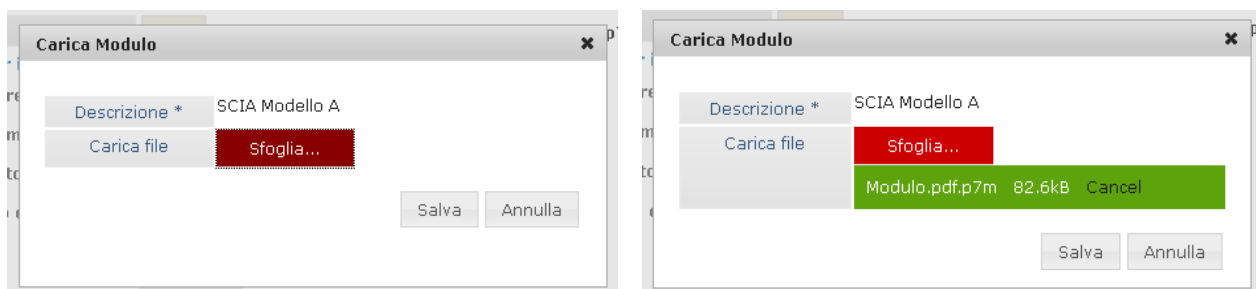 Carica Modulo
Descrizione * SCIA Modello A
Carica file Sfoglia...
Salva Annulla
Carica Modulo
Descrizione * SCIA Modello A
Carica file Sfoglia...
Modulo.pdf.p7m 82.6kB Cancel
Salva Annulla